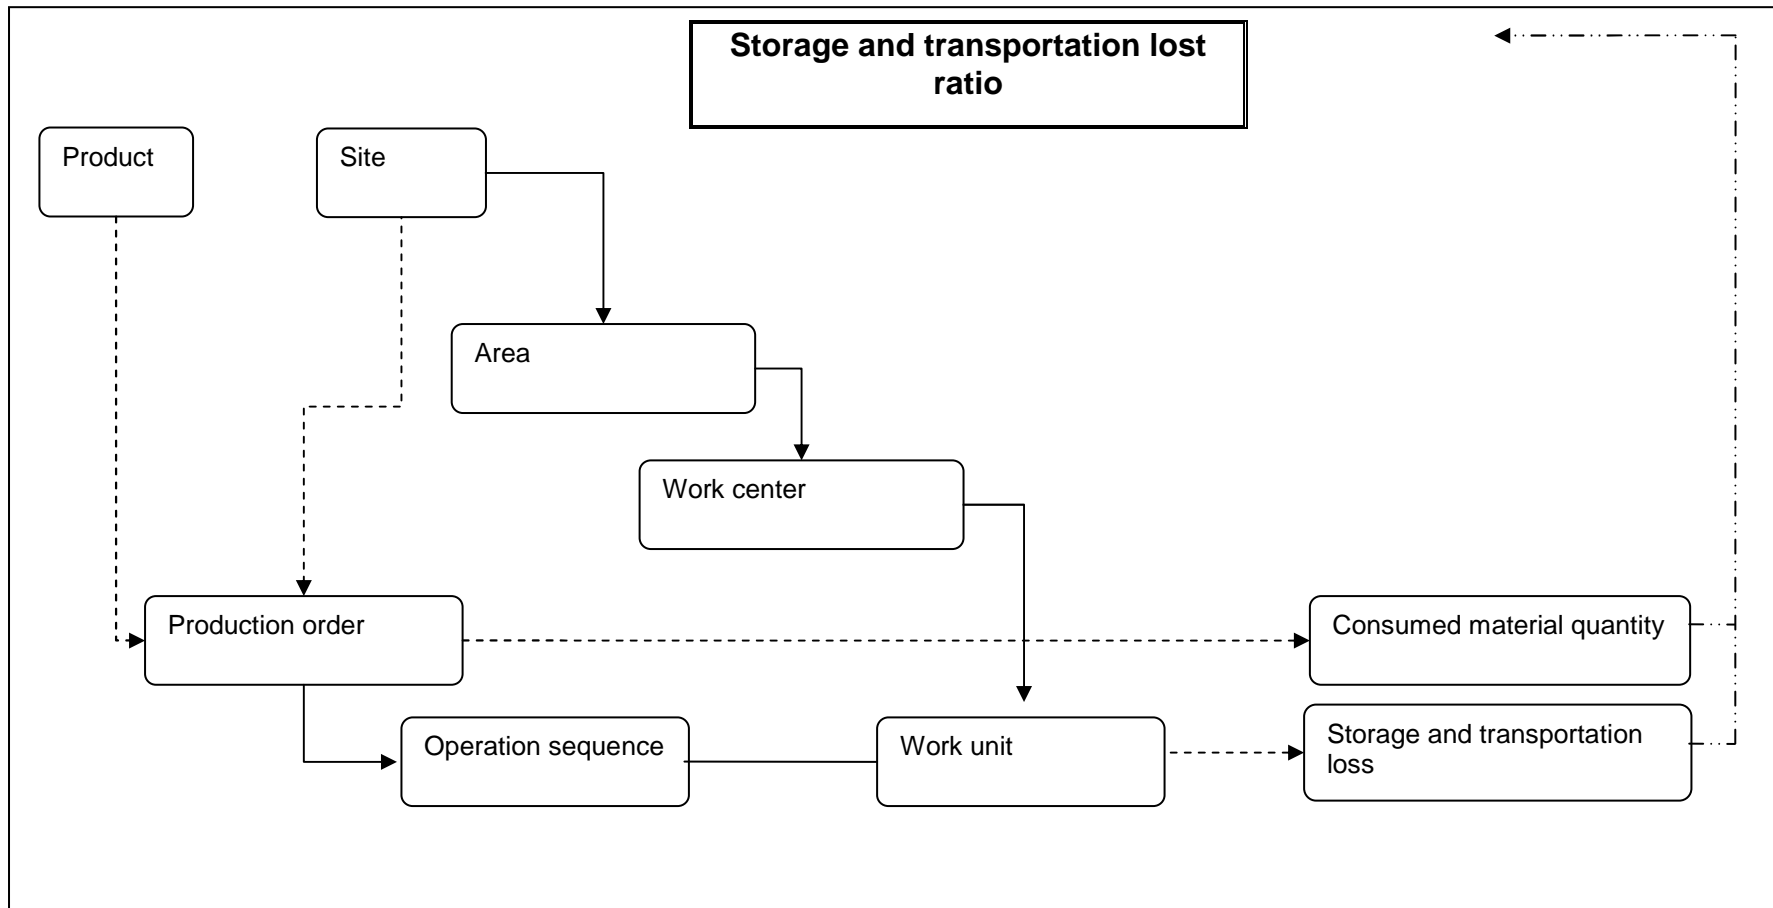 Storage and transportation lost
ratio
Product
Site
Area
Work center
Production order
Consumed material quantity
Operation sequence
Work unit
Storage and transportation
loss